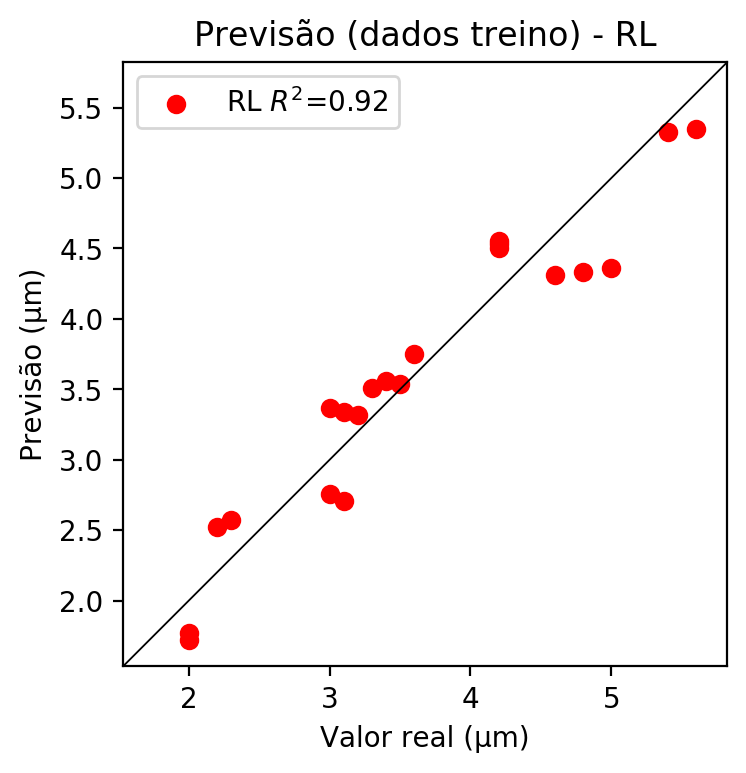 Previsão (dados treino) - RL
RL R²=0.92
5.5
5.0
4.5
4.0
3.5
3.0
2.5
2.0
Previsão (µm)
2 3 4 5
Valor real (µm)